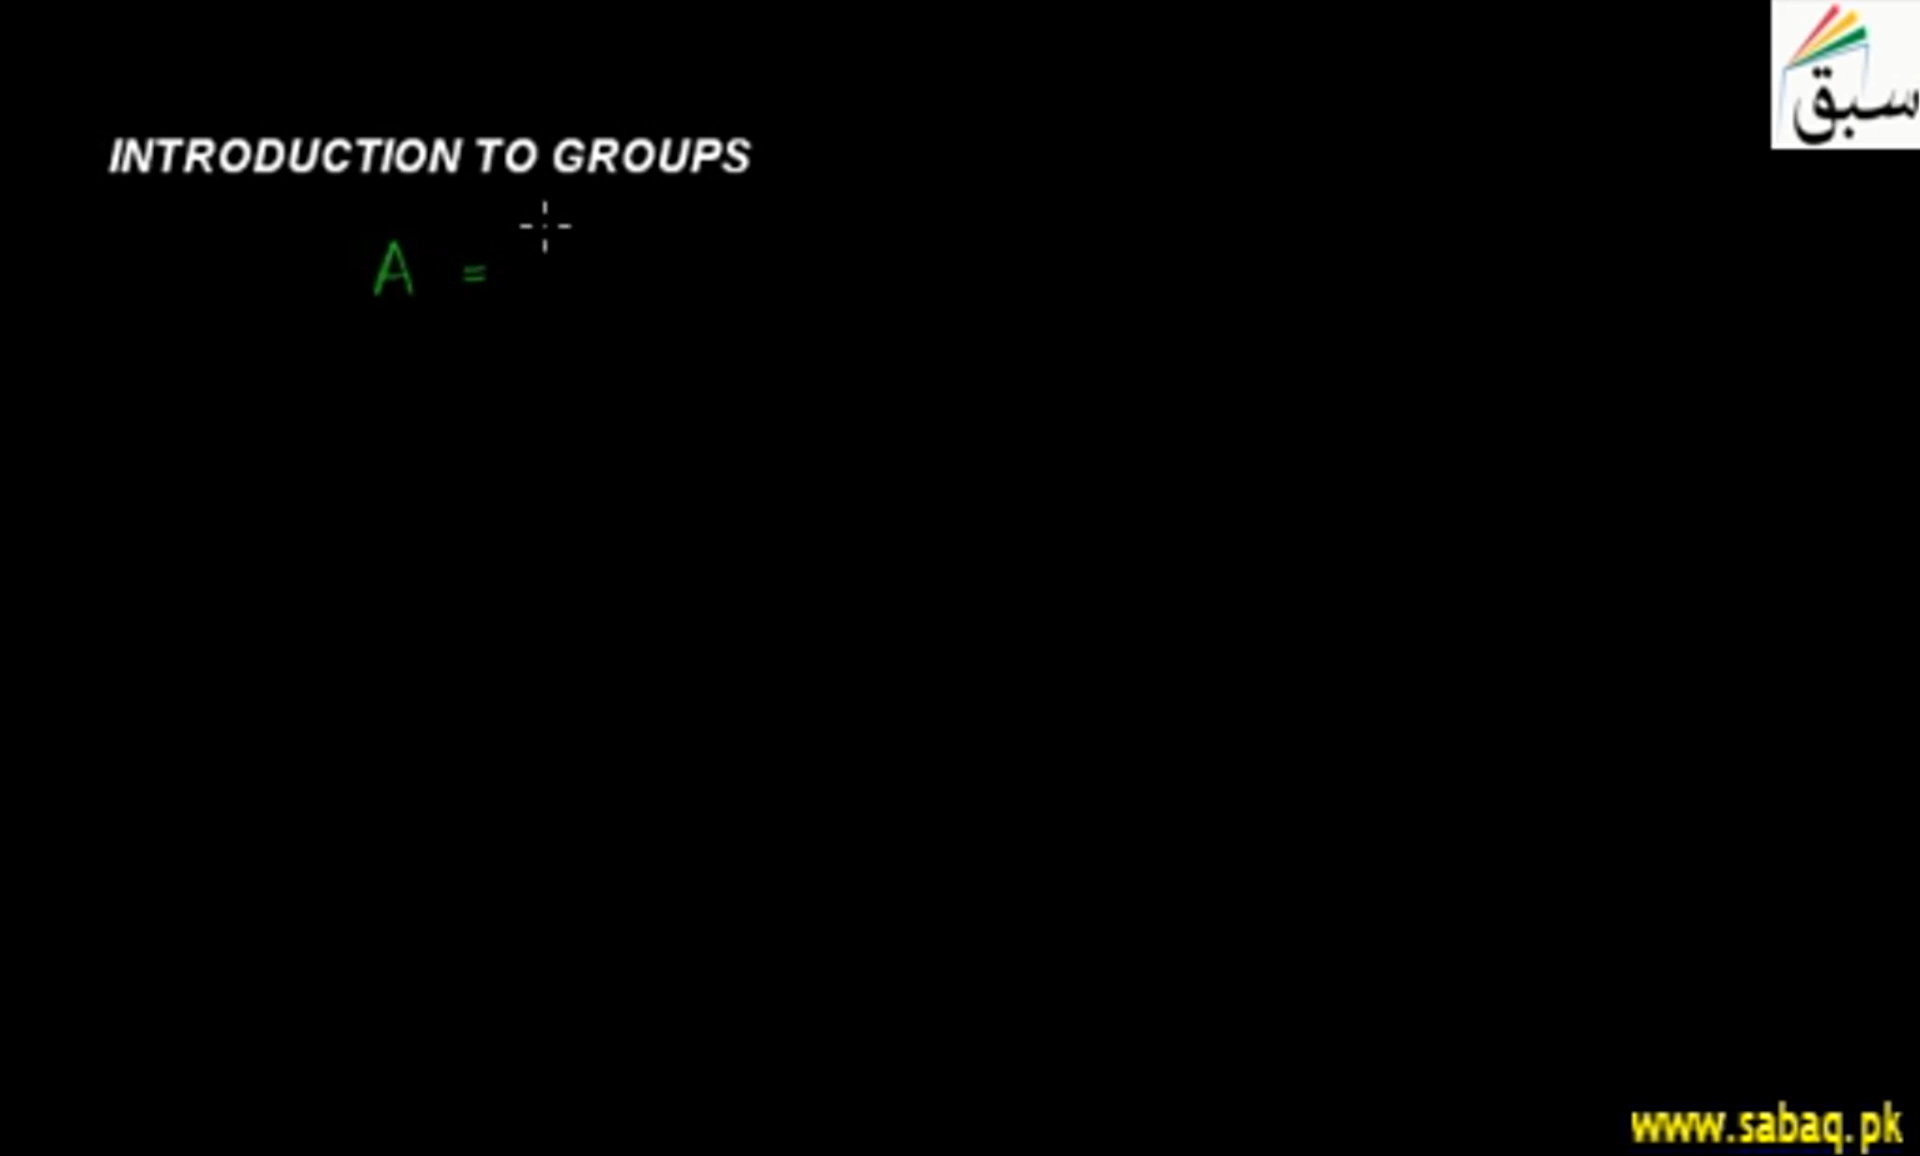 سبق
INTRODUCTION TO GROUPS
A =
www.sabaq.pk